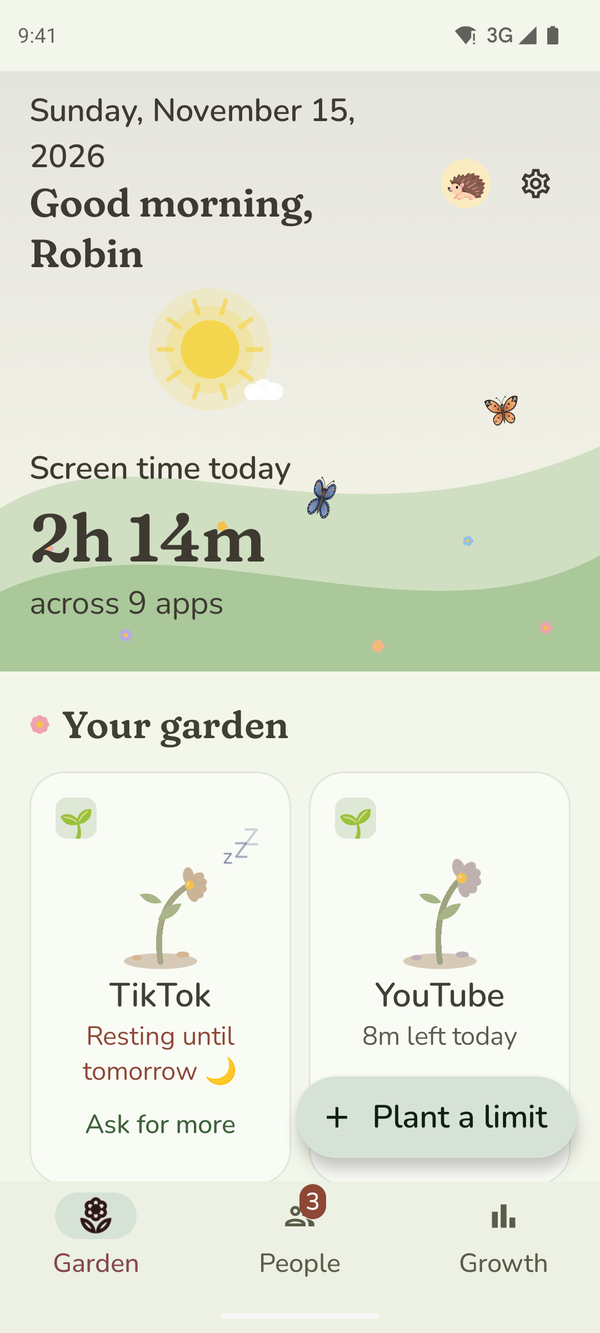 9:41
3G
Sunday, November 15,
2026
Good morning,
Robin
Screen time today
2h 14m
across 9 apps
Your garden
z z z
TikTok
Resting until
tomorrow 🌙
Ask for more
YouTube
8m left today
+ Plant a limit
3
Garden
People
Growth